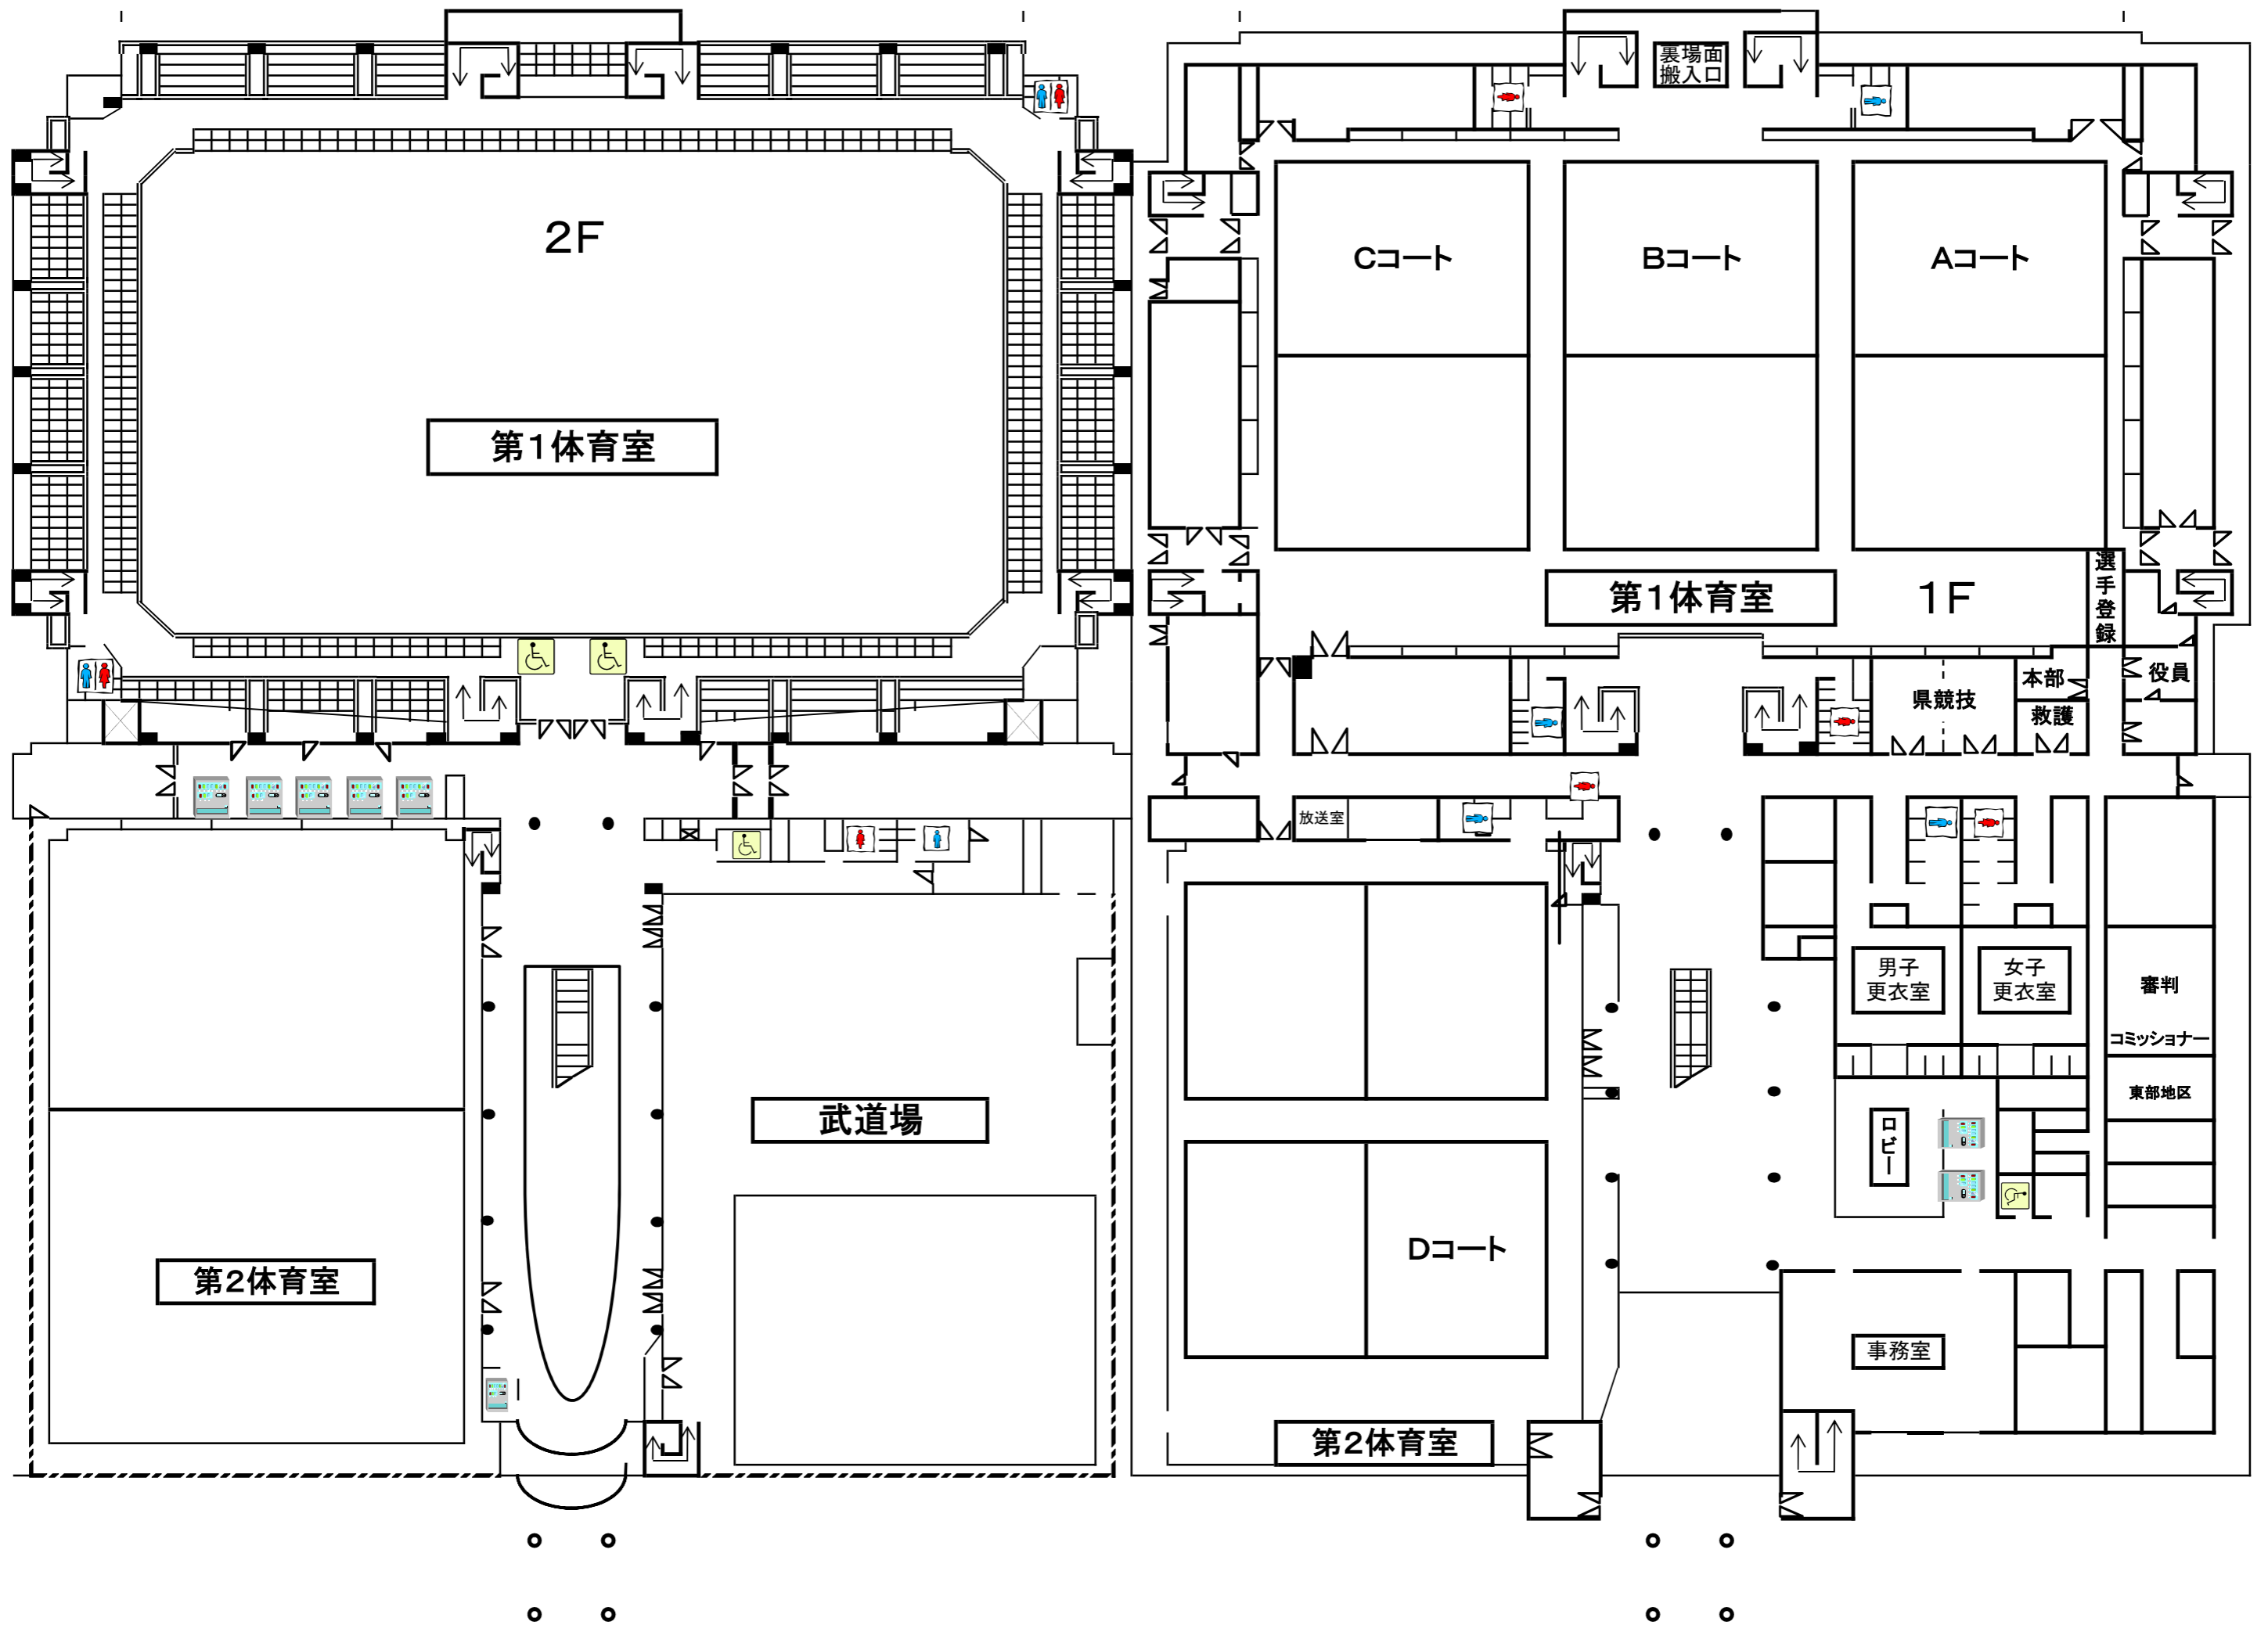 裏場面
搬入口
2F
Cコート
Bコート
Aコート
第1体育室
第1体育室
1F
選手登録
本部
役員
県競技
救護
放送室
男子
更衣室
女子
更衣室
審判
コミッショナー
東部地区
武道場
ロビー
第2体育室
Dコート
事務室
第2体育室